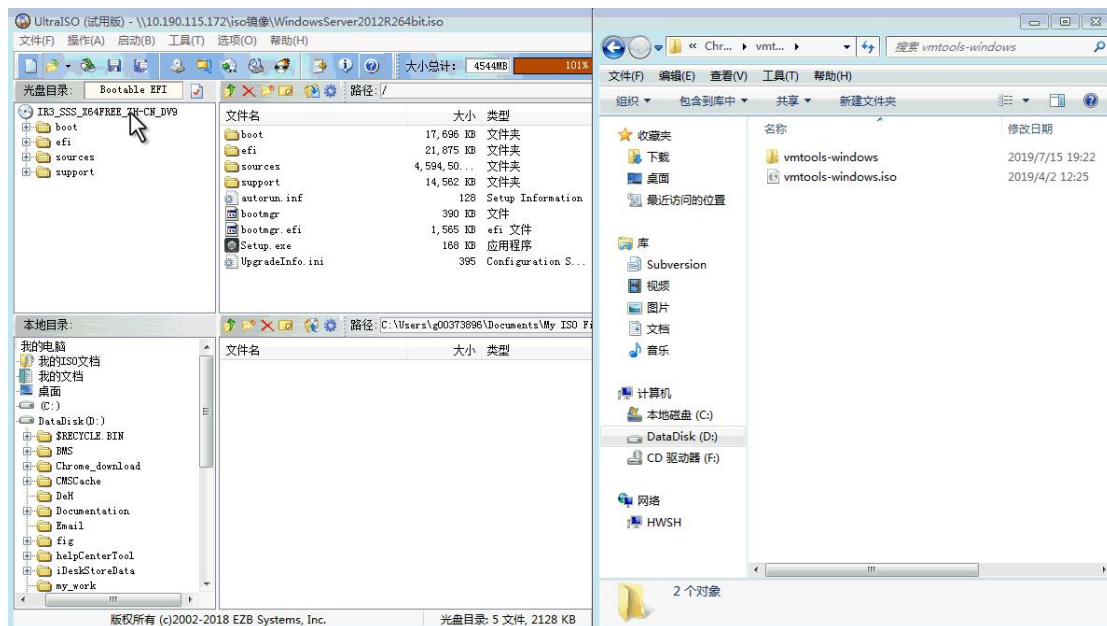 UltraISO (试用版) - \\10.190.115.172\iso镜像\WindowsServer2012R264bit.iso
文件(F) 操作(A) 启动(B) 工具(T) 选项(O) 帮助(H)
大小总计: 4544MB 101%
光盘目录: Bootable EFI 路径: /
IR3_SSS_X64FREE_ZH-CN_DV9
boot
efi
sources
support
文件名 大小 类型
boot 17,696 KB 文件夹
efi 21,875 KB 文件夹
sources 4,594,50... 文件夹
support 14,562 KB 文件夹
autorun.inf 128 Setup Information
bootmgr 390 KB 文件
bootmgr.efi 1,565 KB efi 文件
Setup.exe 168 KB 应用程序
UpgradeInfo.ini 395 Configuration S...
本地目录: 路径: C:\Users\g00373896\Documents\My ISO Fi
我的电脑
我的ISO文档
我的文档
桌面
(C:)
DataDisk(D:)
$RECYCLE.BIN
BMS
Chrome_download
CMSCache
DeH
Documentation
Email
fig
helpCenterTool
iDeskStoreData
my_work
文件名 大小 类型
版权所有 (c)2002-2018 EZB Systems, Inc. 光盘目录: 5 文件, 2128 KB
« Chr... vmt... 搜索 vmtools-windows
文件(F) 编辑(E) 查看(V) 工具(T) 帮助(H)
组织 包含到库中 共享 新建文件夹
收藏夹
下载
桌面
最近访问的位置
库
Subversion
视频
图片
文档
音乐
计算机
本地磁盘 (C:)
DataDisk (D:)
CD 驱动器 (F:)
网络
HWSH
名称 修改日期
vmtools-windows 2019/7/15 19:22
vmtools-windows.iso 2019/4/2 12:25
2 个对象